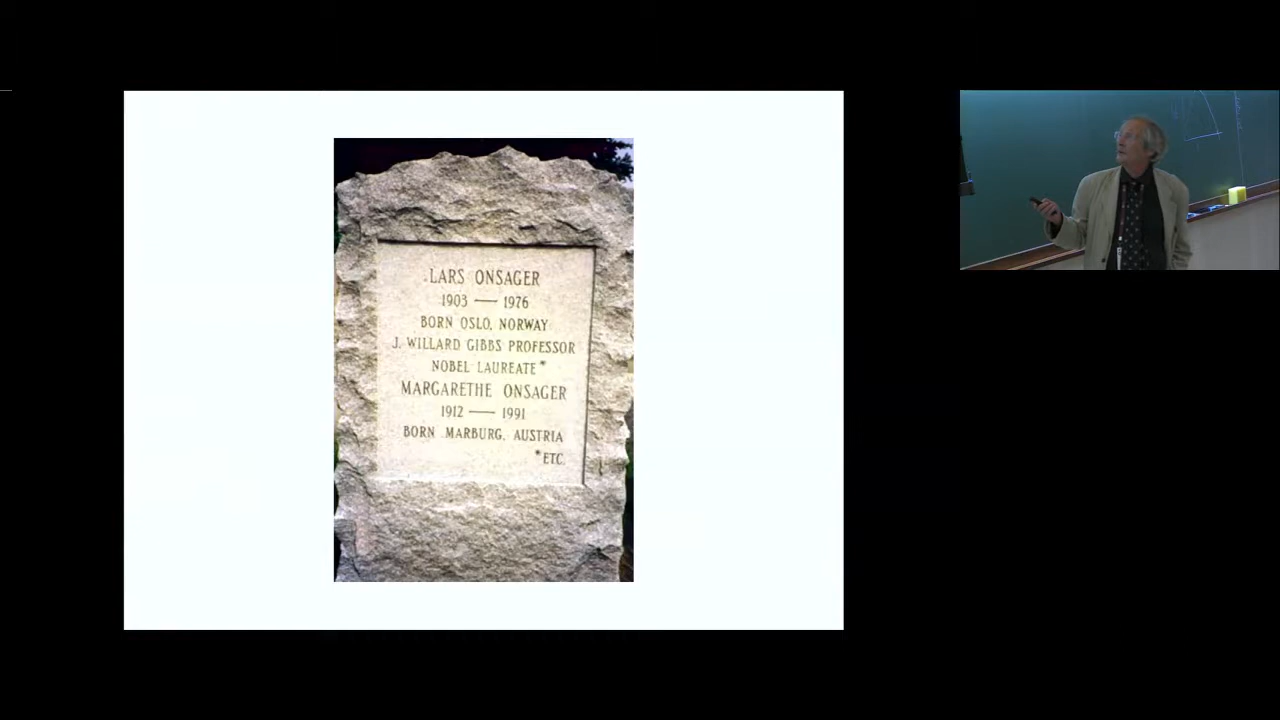 LARS ONSAGER
1903 — 1976
BORN OSLO, NORWAY
J. WILLARD GIBBS PROFESSOR
NOBEL LAUREATE*
MARGARETHE ONSAGER
1912 — 1991
BORN MARBURG, AUSTRIA
*ETC.